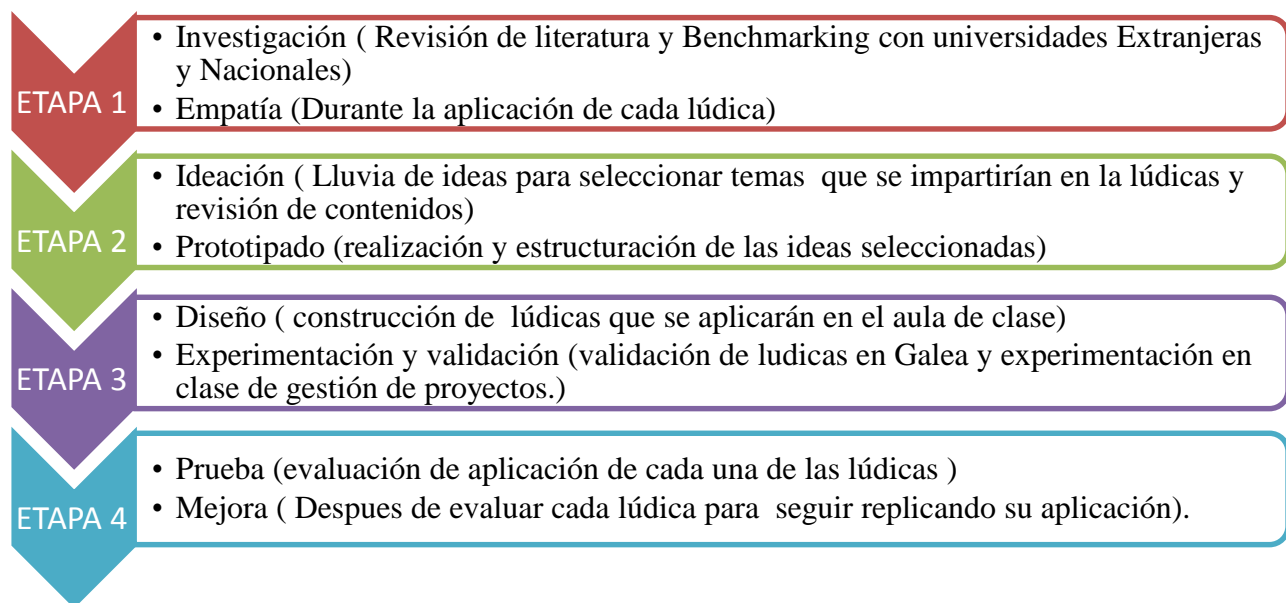 ETAPA 1
• Investigación ( Revisión de literatura y Benchmarking con universidades Extranjeras
y Nacionales)
• Empatía (Durante la aplicación de cada lúdica)
ETAPA 2
• Ideación ( Lluvia de ideas para seleccionar temas que se impartirían en la lúdicas y
revisión de contenidos)
• Prototipado (realización y estructuración de las ideas seleccionadas)
ETAPA 3
• Diseño ( construcción de lúdicas que se aplicarán en el aula de clase)
• Experimentación y validación (validación de ludicas en Galea y experimentación en
clase de gestión de proyectos.)
ETAPA 4
• Prueba (evaluación de aplicación de cada una de las lúdicas )
• Mejora ( Despues de evaluar cada lúdica para seguir replicando su aplicación).